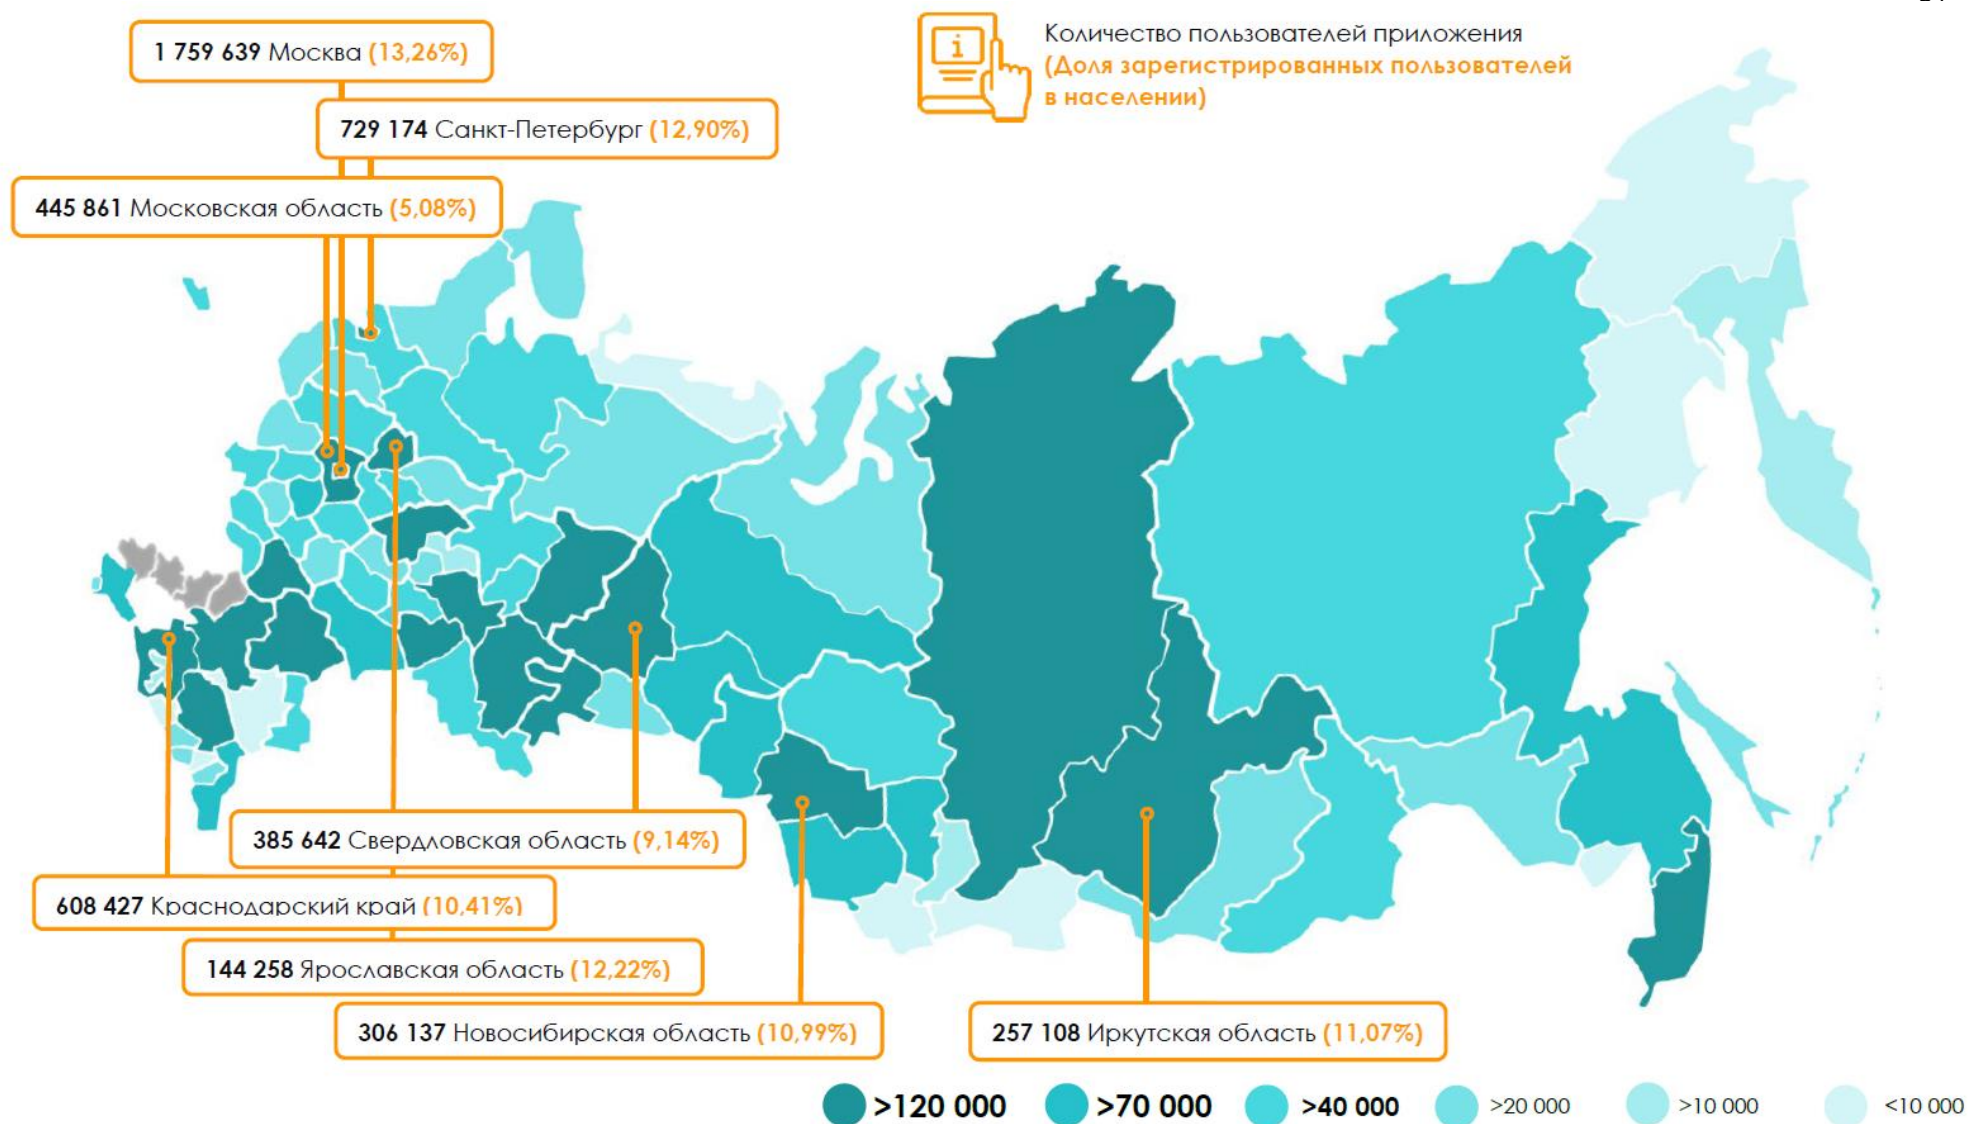 1 759 639 Москва (13,26%)
729 174 Санкт-Петербург (12,90%)
445 861 Московская область (5,08%)
i
Количество пользователей приложения
(Доля зарегистрированных пользователей
в населении)
385 642 Свердловская область (9,14%)
608 427 Краснодарский край (10,41%)
144 258 Ярославская область (12,22%)
306 137 Новосибирская область (10,99%)
257 108 Иркутская область (11,07%)
>120 000
>70 000
>40 000
>20 000
>10 000
<10 000